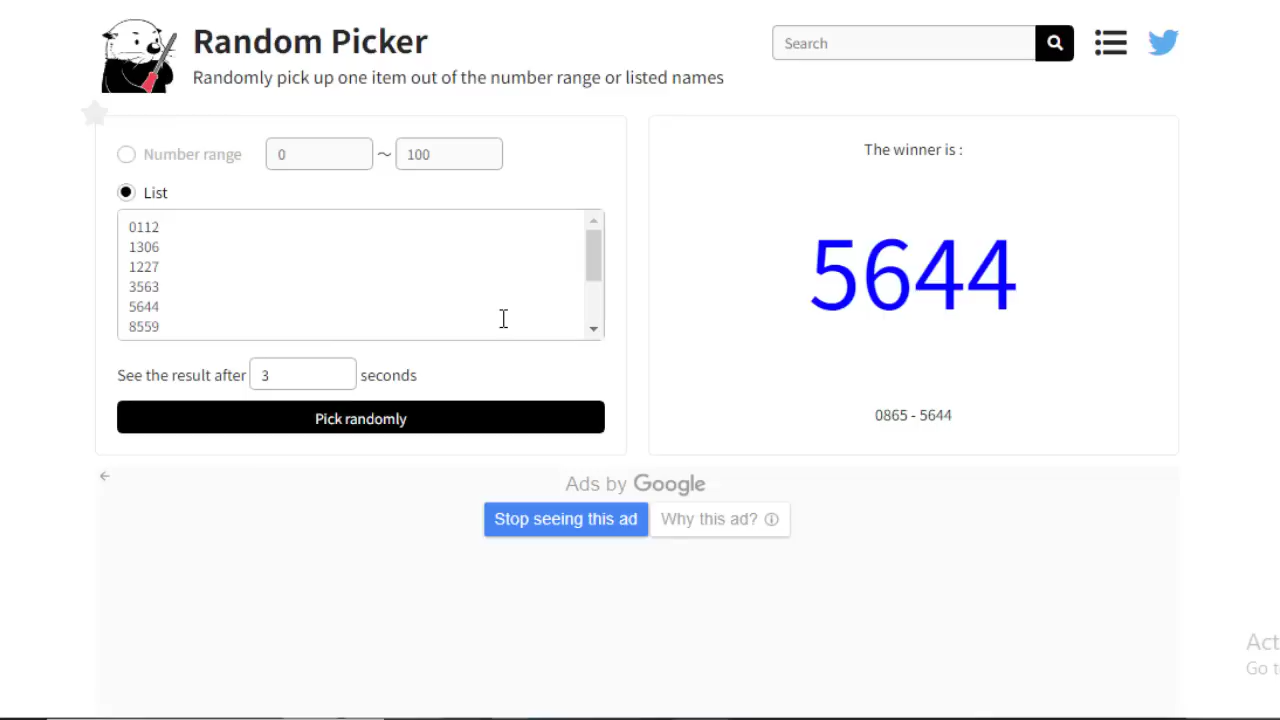 Random Picker
Randomly pick up one item out of the number range or listed names
Search
Number range 0 ~ 100
List
0112
1306
1227
3563
5644
8559
See the result after 3 seconds
Pick randomly
The winner is :
5644
0865 - 5644
Ads by Google
Stop seeing this ad
Why this ad?
Act
Go t